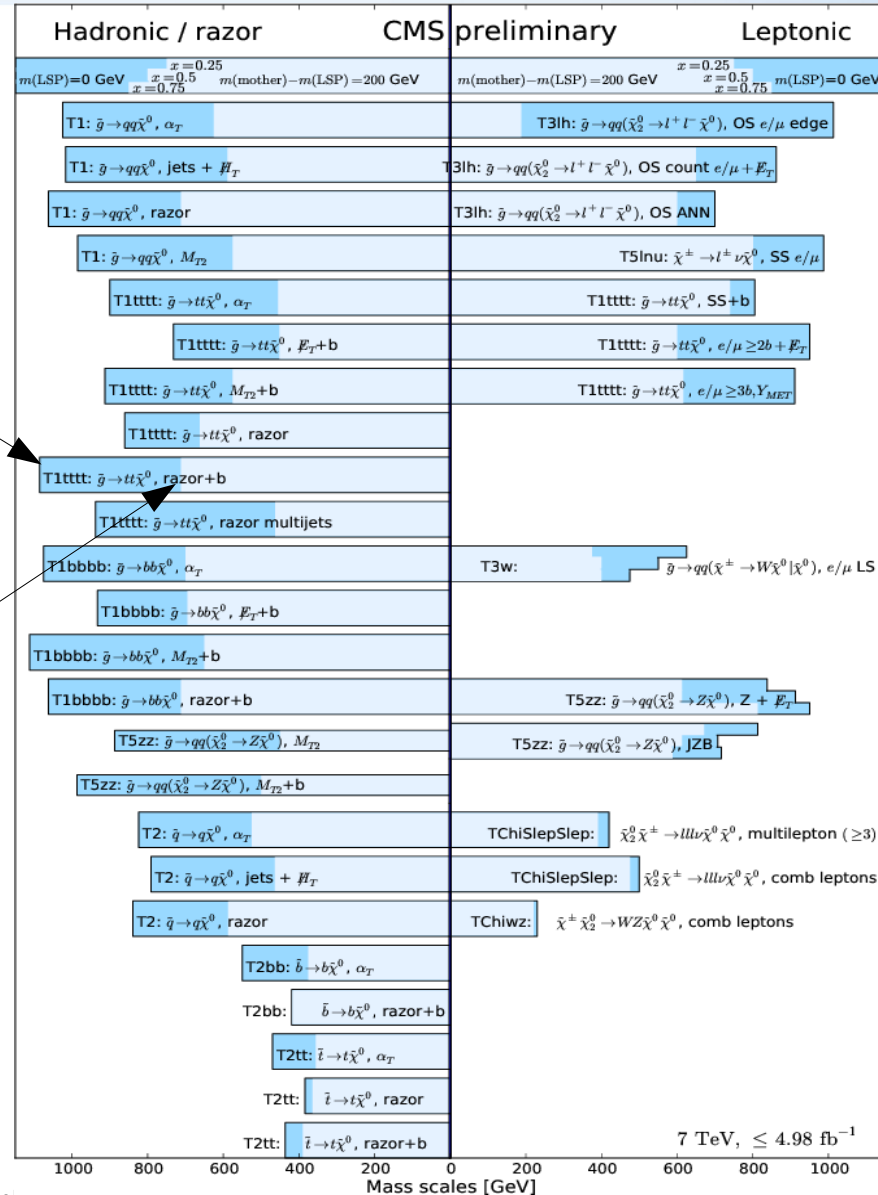 Hadronic / razor CMS preliminary Leptonic
m(LSP)=0 GeV x=0.25 x=0.5 x=0.75 m(mother)−m(LSP)=200 GeV
m(mother)−m(LSP)=200 GeV x=0.25 x=0.5 x=0.75 m(LSP)=0 GeV
T1: g̃→qqχ̃⁰, α_T
T3lh: g̃→qq(χ̃₂⁰→l⁺l⁻χ̃⁰), OS e/μ edge
T1: g̃→qqχ̃⁰, jets + H̸_T
T3lh: g̃→qq(χ̃₂⁰→l⁺l⁻χ̃⁰), OS count e/μ+E̸_T
T1: g̃→qqχ̃⁰, razor
T3lh: g̃→qq(χ̃₂⁰→l⁺l⁻χ̃⁰), OS ANN
T1: g̃→qqχ̃⁰, M_T2
T5lnu: χ̃^±→l^±νχ̃⁰, SS e/μ
T1tttt: g̃→ttχ̃⁰, α_T
T1tttt: g̃→ttχ̃⁰, SS+b
T1tttt: g̃→ttχ̃⁰, E̸_T+b
T1tttt: g̃→ttχ̃⁰, e/μ≥2b+E̸_T
T1tttt: g̃→ttχ̃⁰, M_T2+b
T1tttt: g̃→ttχ̃⁰, e/μ≥3b,Y_MET
T1tttt: g̃→ttχ̃⁰, razor
T1tttt: g̃→ttχ̃⁰, razor+b
T1tttt: g̃→ttχ̃⁰, razor multijets
T1bbbb: g̃→bbχ̃⁰, α_T
T3w: g̃→qq(χ̃^±→Wχ̃⁰|χ̃⁰), e/μ LS
T1bbbb: g̃→bbχ̃⁰, E̸_T+b
T1bbbb: g̃→bbχ̃⁰, M_T2+b
T1bbbb: g̃→bbχ̃⁰, razor+b
T5zz: g̃→qq(χ̃₂⁰→Zχ̃⁰), Z + E̸_T
T5zz: g̃→qq(χ̃₂⁰→Zχ̃⁰), M_T2
T5zz: g̃→qq(χ̃₂⁰→Zχ̃⁰), JZB
T5zz: g̃→qq(χ̃₂⁰→Zχ̃⁰), M_T2+b
T2: q̃→qχ̃⁰, α_T
TChiSlepSlep: χ̃₂⁰χ̃^±→lllνχ̃⁰χ̃⁰, multilepton (≥3)
T2: q̃→qχ̃⁰, jets + H̸_T
TChiSlepSlep: χ̃₂⁰χ̃^±→lllνχ̃⁰χ̃⁰, comb leptons
T2: q̃→qχ̃⁰, razor
TChiwz: χ̃^±χ̃₂⁰→WZχ̃⁰χ̃⁰, comb leptons
T2bb: b̃→bχ̃⁰, α_T
T2bb: b̃→bχ̃⁰, razor+b
T2tt: t̃→tχ̃⁰, α_T
T2tt: t̃→tχ̃⁰, razor
T2tt: t̃→tχ̃⁰, razor+b
7 TeV, ≤ 4.98 fb⁻¹
1000 800 600 400 200 0 200 400 600 800 1000
Mass scales [GeV]